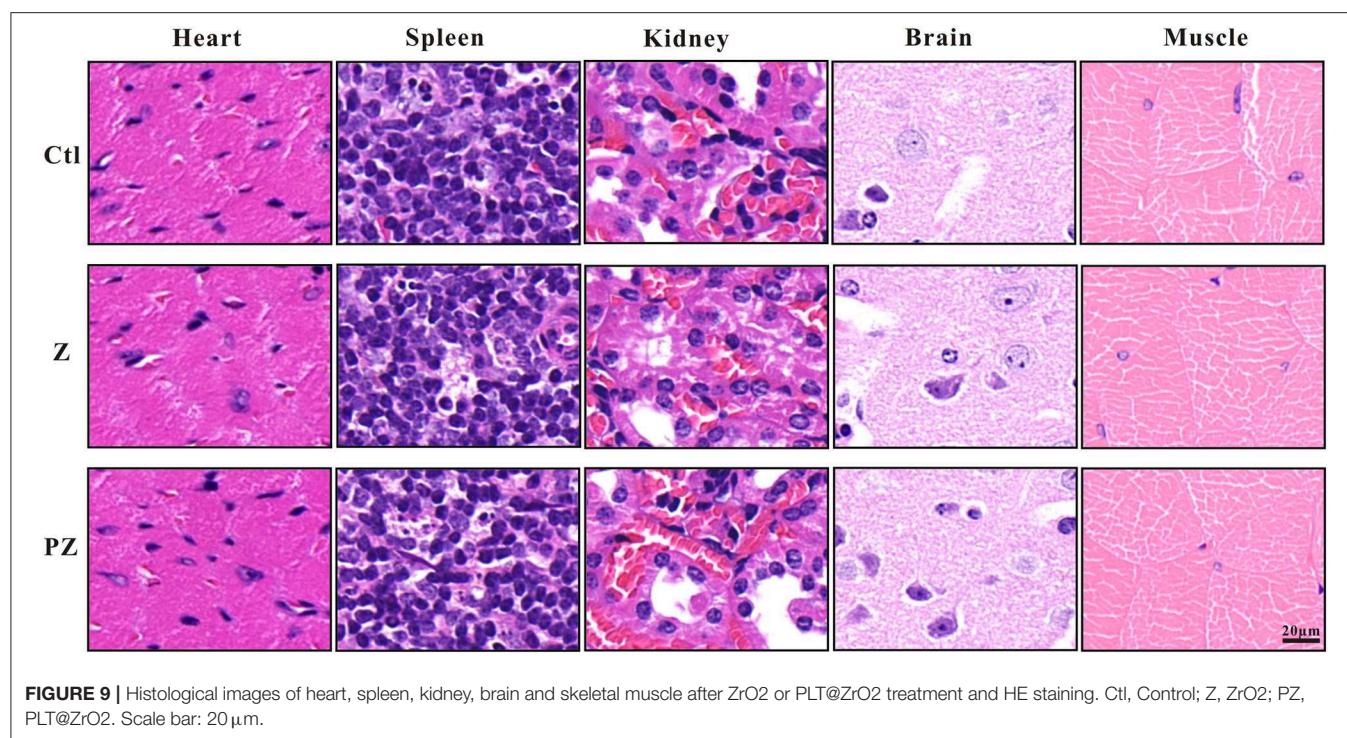 Heart Spleen Kidney Brain Muscle
Ctl
Z
PZ
20μm
FIGURE 9 | Histological images of heart, spleen, kidney, brain and skeletal muscle after ZrO2 or PLT@ZrO2 treatment and HE staining. Ctl, Control; Z, ZrO2; PZ,
PLT@ZrO2. Scale bar: 20 μm.